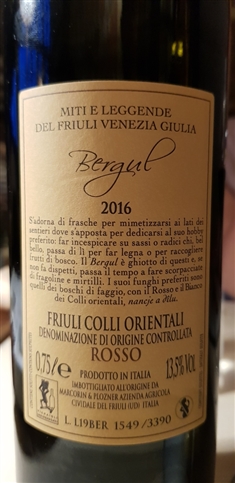 MITI E LEGGENDE
DEL FRIULI VENEZIA GIULIA
Bergul
2016
S'adorna di frasche per mimetizzarsi ai lati dei
sentieri dove s'apposta per dedicarsi al suo hobby
preferito: far incespicare su sassi o radici chi, bel
bello, passa di lì per far legna o per raccogliere
frutti di bosco. Il Bergul è ghiotto di questi e, se
non fa dispetti, passa il tempo a fare scorpacciate
di fragoline e mirtilli. I suoi funghi preferiti sono
quelli dei boschi di faggio, con il Rosso e il Bianco
dei Colli orientali, nancje a dîlu.
FRIULI COLLI ORIENTALI
DENOMINAZIONE DI ORIGINE CONTROLLATA
ROSSO
0,75 l e
PRODOTTO IN ITALIA
13,5% Vol
IMBOTTIGLIATO ALL'ORIGINE DA
MARCORIN & PLOZNER AZIENDA AGRICOLA
CIVIDALE DEL FRIULI (UD) ITALIA
L LI9BER 1549/3390